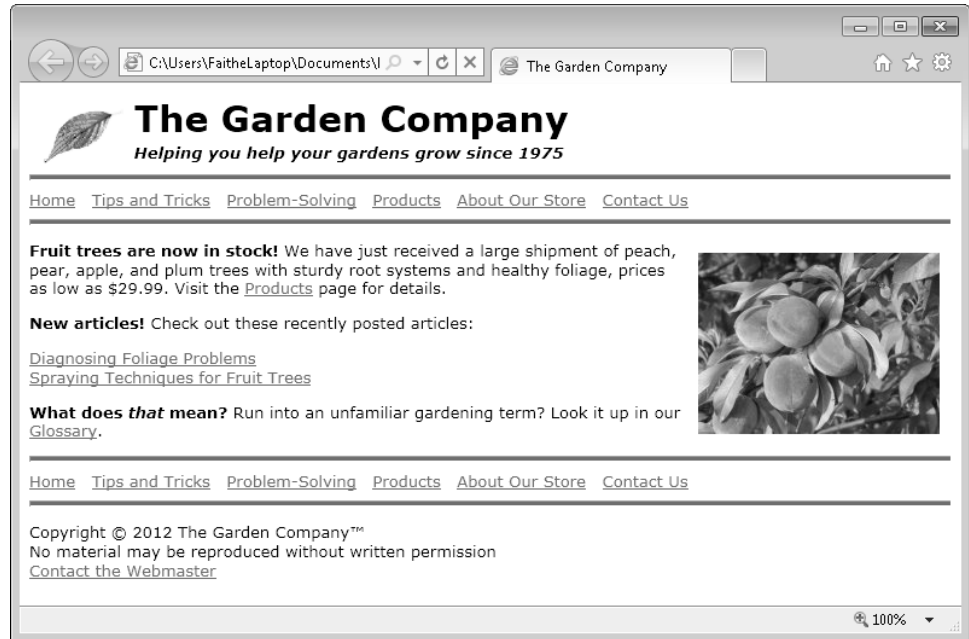 C:\Users\FaitheLaptop\Documents\
The Garden Company
The Garden Company
Helping you help your gardens grow since 1975
Home Tips and Tricks Problem-Solving Products About Our Store Contact Us
Fruit trees are now in stock! We have just received a large shipment of peach,
pear, apple, and plum trees with sturdy root systems and healthy foliage, prices
as low as $29.99. Visit the Products page for details.
New articles! Check out these recently posted articles:
Diagnosing Foliage Problems
Spraying Techniques for Fruit Trees
What does that mean? Run into an unfamiliar gardening term? Look it up in our
Glossary.
Home Tips and Tricks Problem-Solving Products About Our Store Contact Us
Copyright © 2012 The Garden Company™
No material may be reproduced without written permission
Contact the Webmaster
100%